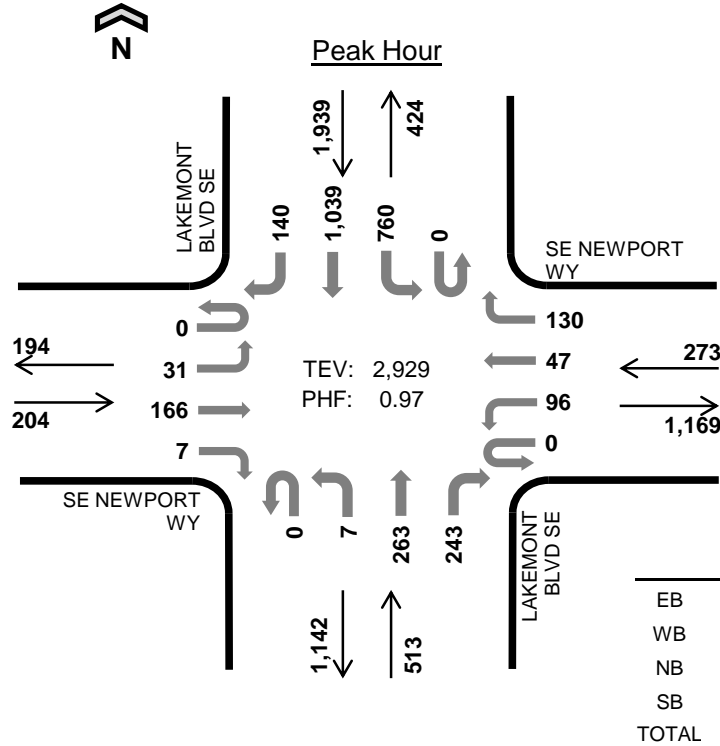 N
Peak Hour
1,939
424
LAKEMONT
BLVD SE
140
1,039
760
0
SE NEWPORT
WY
0
130
194
31
TEV: 2,929
47
273
PHF: 0.97
204
166
96
1,169
7
0
SE NEWPORT
WY
0
7
263
243
LAKEMONT
BLVD SE
1,142
513
EB
WB
NB
SB
TOTAL